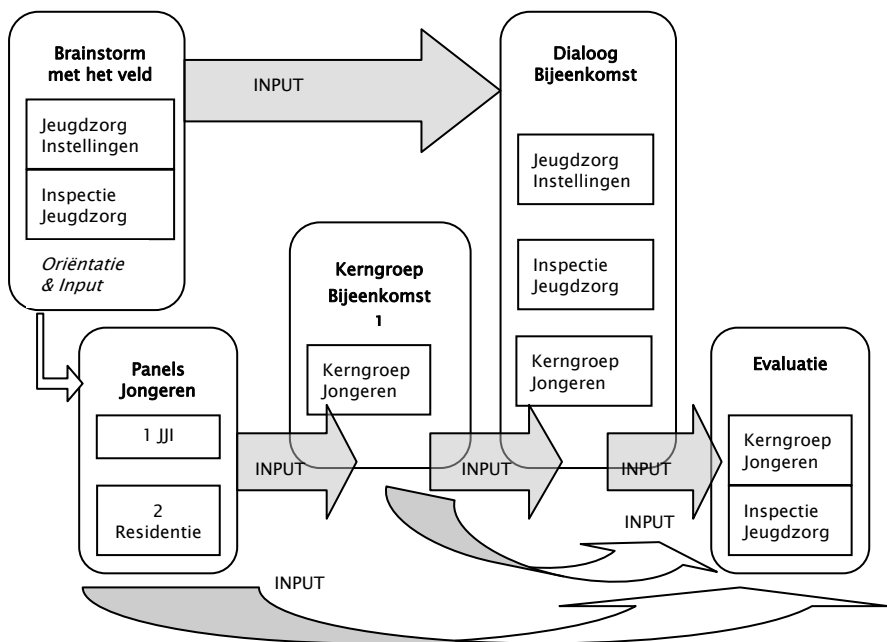 Brainstorm
met het veld
Jeugdzorg
Instellingen
Inspectie
Jeugdzorg
Oriëntatie
& Input
INPUT
Dialoog
Bijeenkomst
Jeugdzorg
Instellingen
Inspectie
Jeugdzorg
Kerngroep
Jongeren
Kerngroep
Bijeenkomst
1
Kerngroep
Jongeren
Panels
Jongeren
1 JJI
2
Residentie
INPUT
INPUT
INPUT
Evaluatie
Kerngroep
Jongeren
Inspectie
Jeugdzorg
INPUT
INPUT